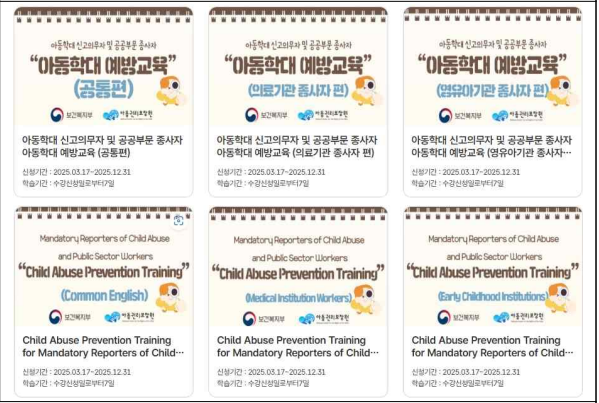 아동학대 신고의무자 및 공공부문 종사자
“아동학대 예방교육”
(공통편)
보건복지부 아동권리보장원
아동학대 신고의무자 및 공공부문 종사자
아동학대 예방교육 (공통편)
신청기간 : 2025.03.17~2025.12.31
학습기간 : 수강신청일로부터7일
아동학대 신고의무자 및 공공부문 종사자
“아동학대 예방교육”
(의료기관 종사자 편)
보건복지부 아동권리보장원
아동학대 신고의무자 및 공공부문 종사자
아동학대 예방교육 (의료기관 종사자 편)
신청기간 : 2025.03.17~2025.12.31
학습기간 : 수강신청일로부터7일
아동학대 신고의무자 및 공공부문 종사자
“아동학대 예방교육”
(영유아기관 종사자 편)
보건복지부 아동권리보장원
아동학대 신고의무자 및 공공부문 종사자
아동학대 예방교육 (영유아기관 종사자…
신청기간 : 2025.03.17~2025.12.31
학습기간 : 수강신청일로부터7일
Mandatory Reporters of Child Abuse
and Public Sector Workers
“Child Abuse Prevention Training”
(Common English)
보건복지부 아동권리보장원
Child Abuse Prevention Training
for Mandatory Reporters of Child…
신청기간 : 2025.03.17~2025.12.31
학습기간 : 수강신청일로부터7일
Mandatory Reporters of Child Abuse
and Public Sector Workers
“Child Abuse Prevention Training”
(Medical Institution Workers)
보건복지부 아동권리보장원
Child Abuse Prevention Training
for Mandatory Reporters of Child…
신청기간 : 2025.03.17~2025.12.31
학습기간 : 수강신청일로부터7일
Mandatory Reporters of Child Abuse
and Public Sector Workers
“Child Abuse Prevention Training”
(Early Childhood Institutions)
보건복지부 아동권리보장원
Child Abuse Prevention Training
for Mandatory Reporters of Child…
신청기간 : 2025.03.17~2025.12.31
학습기간 : 수강신청일로부터7일